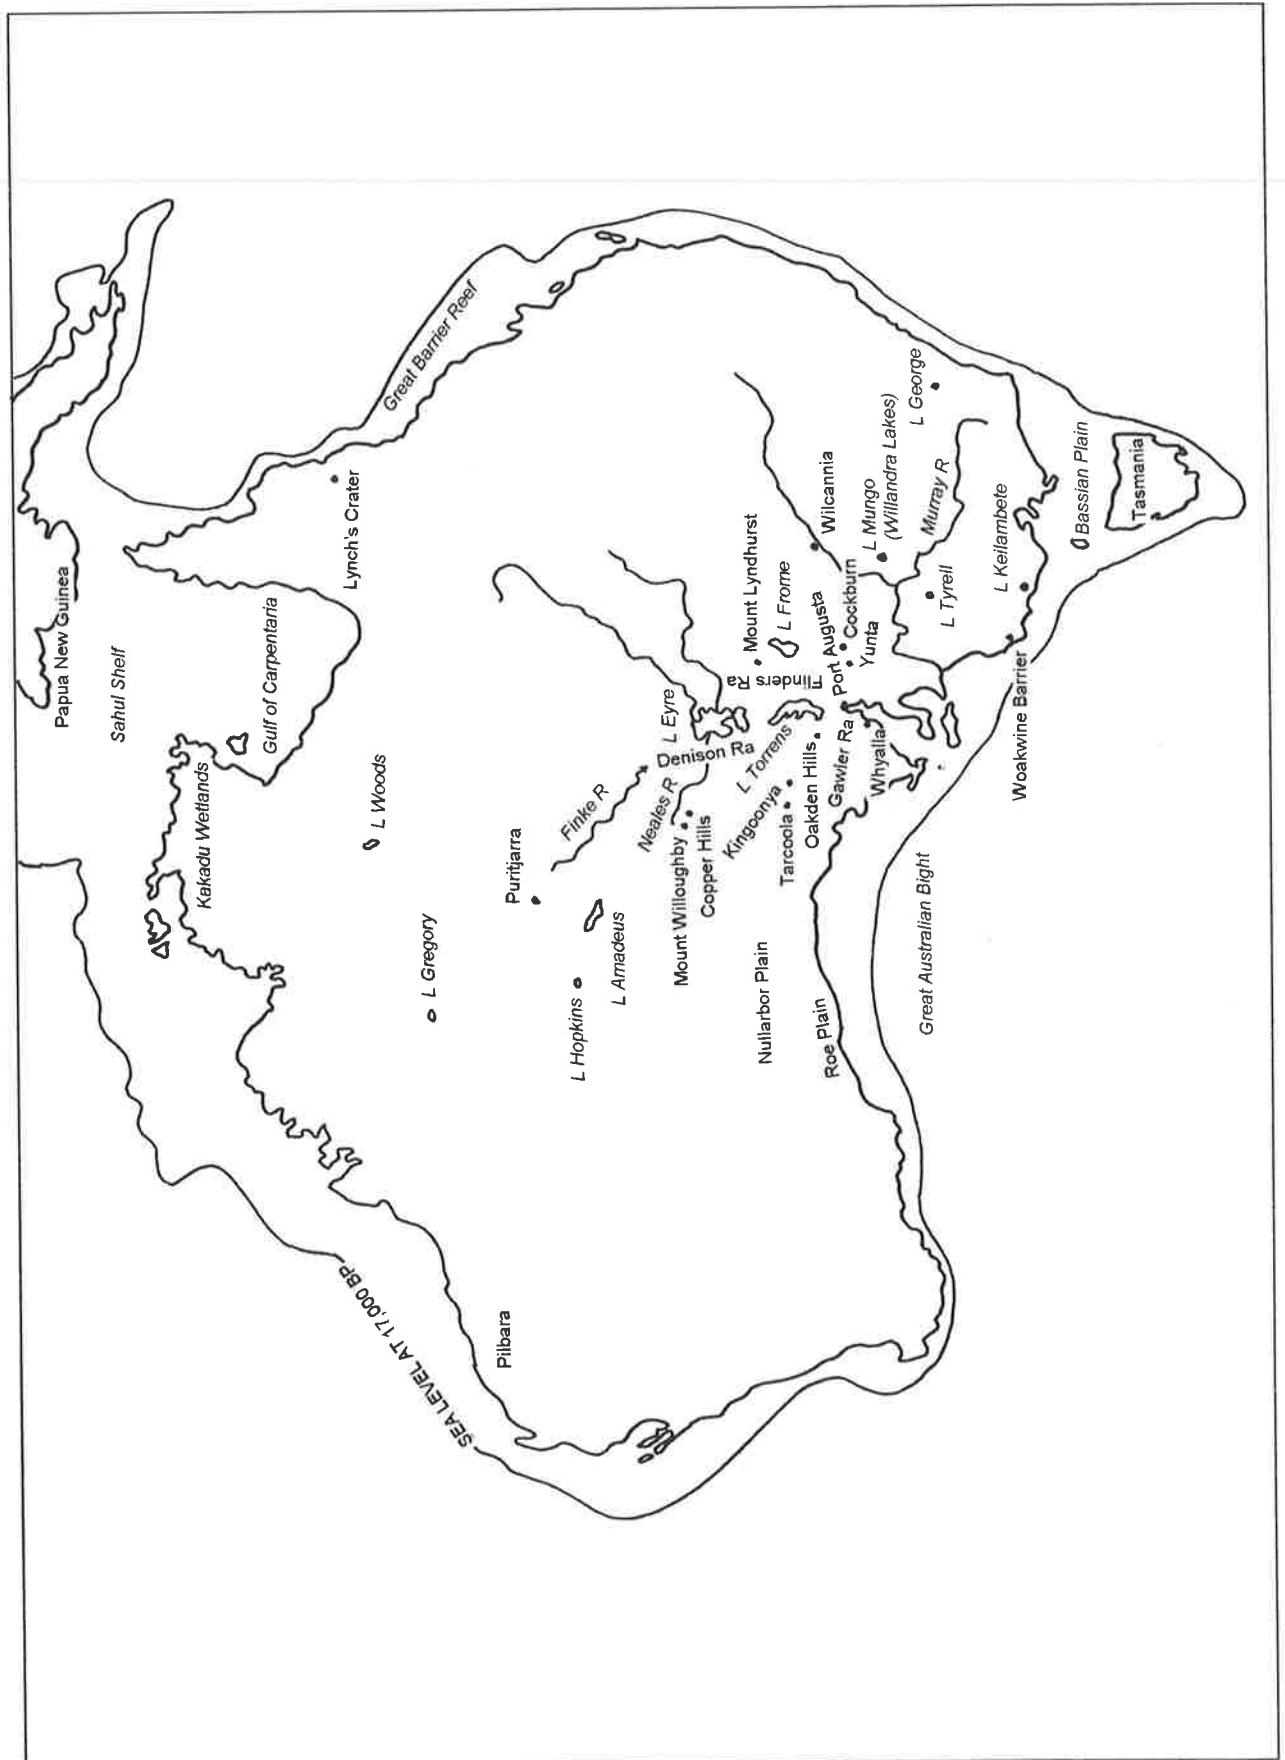 Papua New Guinea
Sahul Shelf
Kakadu Wetlands
Gulf of Carpentaria
Lynch's Crater
Great Barrier Reef
L Woods
L Gregory
SEA LEVEL AT 17,000 BP
Pilbara
Puritjarra
Finke R
L Hopkins
L Amadeus
Neales R
L Eyre
Denison Ra
Mount Willoughby
Copper Hills
Flinders Ra
Mount Lyndhurst
L Frome
L Torrens
Kingoonya
Tarcoola
Oakden Hills
Nullarbor Plain
Roe Plain
Gawler Ra
Whyalla
Port Augusta
Cockburn
Yunta
Wilcannia
L Mungo
(Willandra Lakes)
L George
Murray R
L Tyrell
L Keilambete
Great Australian Bight
Woakwine Barrier
Bassian Plain
Tasmania